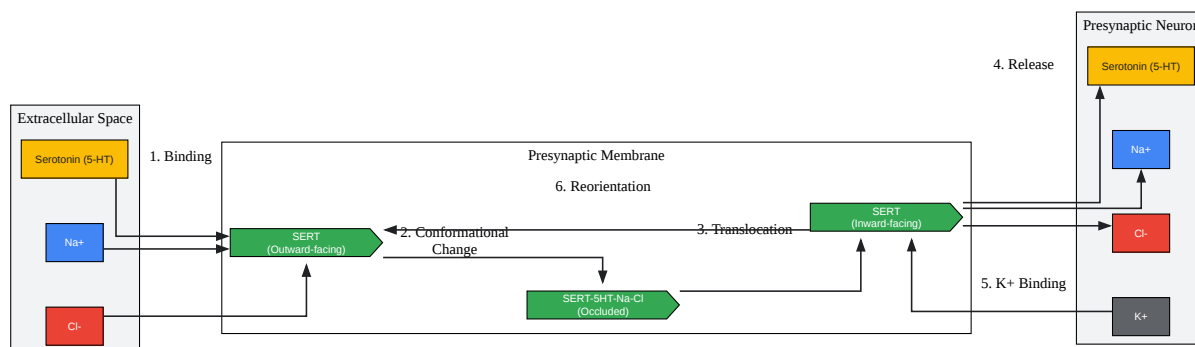 Extracellular Space
Serotonin (5-HT)
Na+
Cl-
1. Binding
Presynaptic Membrane
6. Reorientation
SERT
(Outward-facing)
2. Conformational
Change
3. Translocation
SERT
(Inward-facing)
SERT-5HT-Na-Cl
(Occluded)
4. Release
5. K+ Binding
Presynaptic Neuron
Serotonin (5-HT)
Na+
Cl-
K+